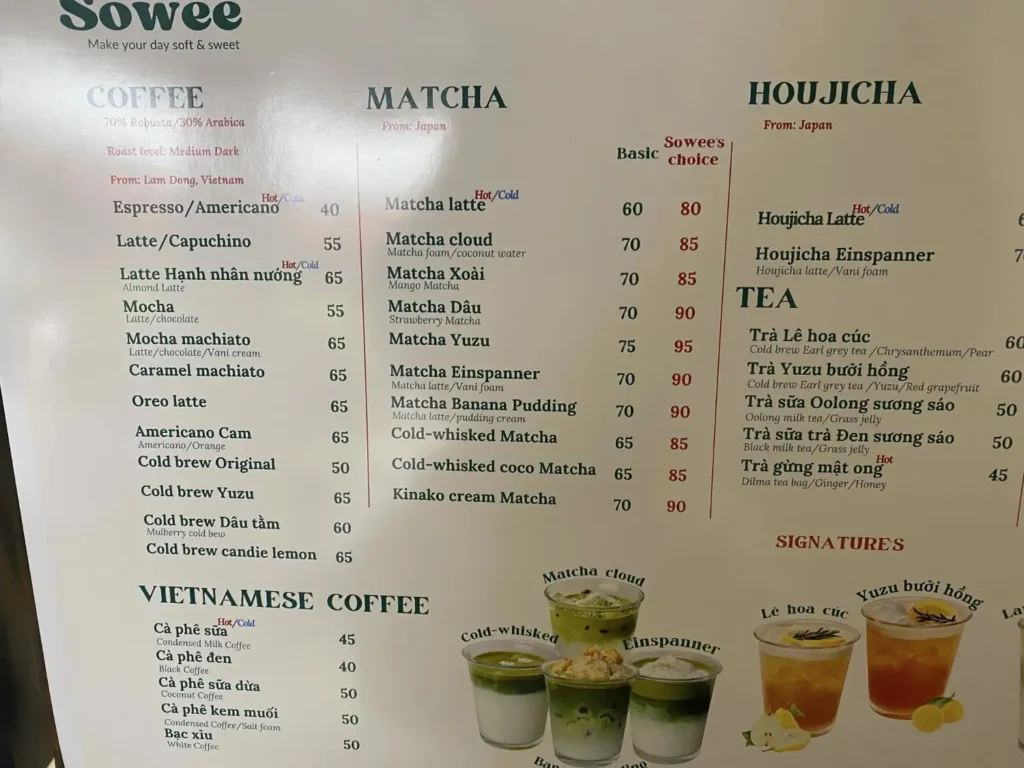 Sowee
Make your day soft & sweet
COFFEE
70% Robusta/30% Arabica
Roast level: Medium Dark
From: Lam Dong, Vietnam
Espresso/Americano Hot/Cold 40
Latte/Capuchino 55
Latte Hạnh nhân nướng Hot/Cold 65
Almond Latte
Mocha 55
Latte/chocolate
Mocha machiato 65
Latte/chocolate/Vani cream
Caramel machiato 65
Oreo latte 65
Americano Cam 65
Americano/Orange
Cold brew Original 50
Cold brew Yuzu 65
Cold brew Dâu tằm 60
Mulberry cold bew
Cold brew candie lemon 65
VIETNAMESE COFFEE
Cà phê sữa Hot/Cold 45
Condensed Milk Coffee
Cà phê đen 40
Black Coffee
Cà phê sữa dừa 50
Coconut Coffee
Cà phê kem muối 50
Condensed Coffee/Salt foam
Bạc xỉu 50
White Coffee
MATCHA
From: Japan
Basic Sowee's choice
Matcha latte Hot/Cold 60 80
Matcha cloud 70 85
Matcha foam/coconut water
Matcha Xoài 70 85
Mango Matcha
Matcha Dâu 70 90
Strawberry Matcha
Matcha Yuzu 75 95
Matcha Einspanner 70 90
Matcha latte/Vani foam
Matcha Banana Pudding 70 90
Matcha latte/pudding cream
Cold-whisked Matcha 65 85
Cold-whisked coco Matcha 65 85
Kinako cream Matcha 70 90
Matcha cloud
Cold-whisked
Einspanner
HOUJICHA
From: Japan
Houjicha Latte Hot/Cold
Houjicha Einspanner
Houjicha latte/Vani foam
TEA
Trà Lê hoa cúc 60
Cold brew Earl grey tea /Chrysanthemum/Pear
Trà Yuzu bưởi hồng 60
Cold brew Earl grey tea /Yuzu/Red grapefruit
Trà sữa Oolong sương sáo 50
Oolong milk tea/Grass jelly
Trà sữa trà Đen sương sáo 50
Black milk tea/Grass jelly
Trà gừng mật ong Hot 45
Dilma tea bag/Ginger/Honey
SIGNATURES
Lê hoa cúc
Yuzu bưởi hồng